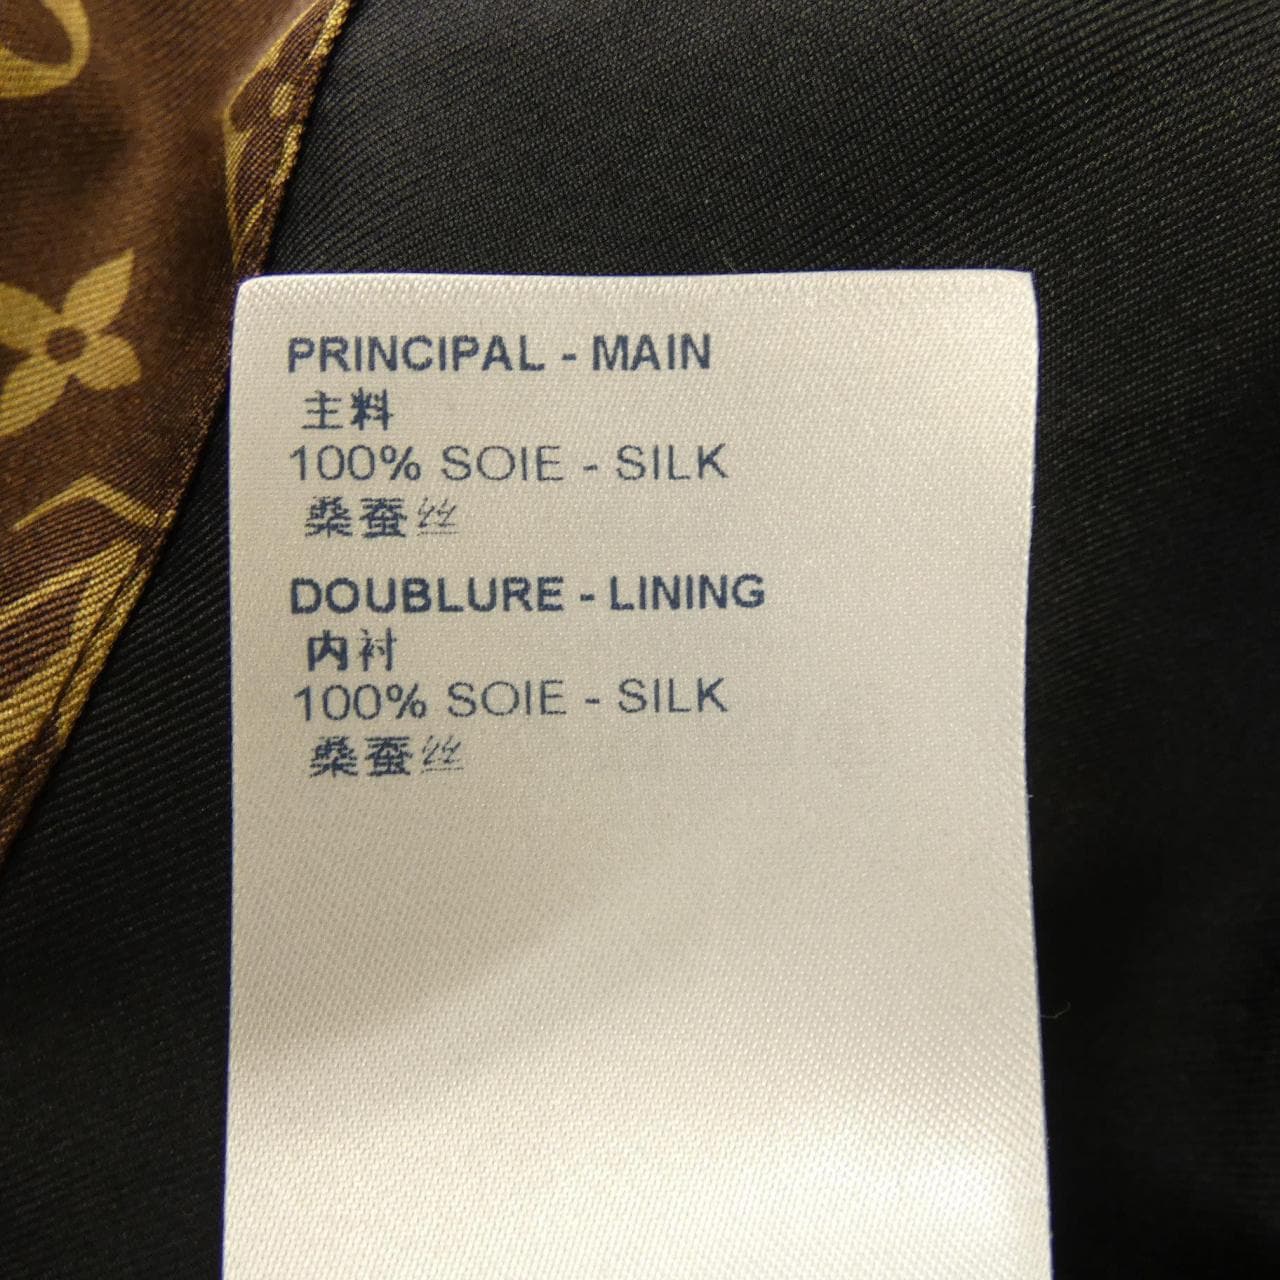 PRINCIPAL - MAIN
主料
100% SOIE - SILK
桑蚕丝
DOUBLURE - LINING
内衬
100% SOIE - SILK
桑蚕丝